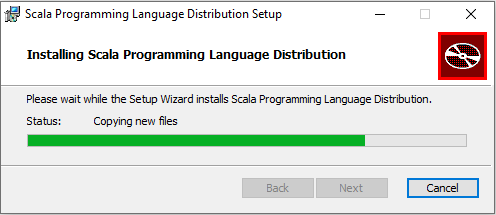 Scala Programming Language Distribution Setup
Installing Scala Programming Language Distribution
Please wait while the Setup Wizard installs Scala Programming Language Distribution.
Status: Copying new files
Back Next Cancel